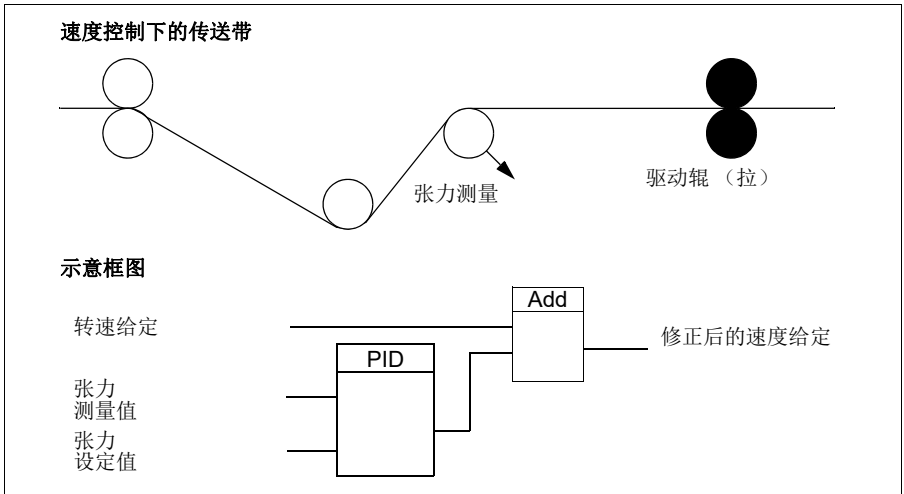 速度控制下的传送带
张力测量
驱动辊 （拉）
示意框图
Add
转速给定
修正后的速度给定
PID
张力
测量值
张力
设定值